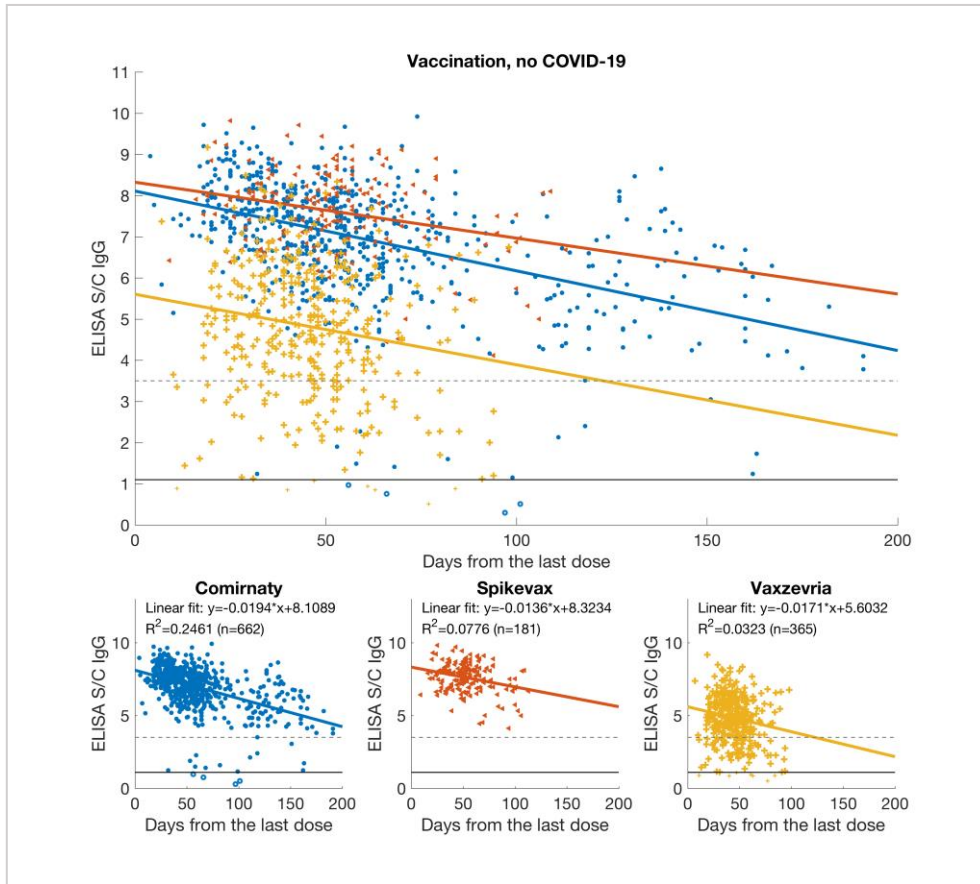 Vaccination, no COVID-19
11
10
9
8
7
6
5
4
3
2
1
0
ELISA S/C IgG
0 50 100 150 200
Days from the last dose
Comirnaty
Linear fit: y=-0.0194*x+8.1089
R²=0.2461 (n=662)
10
5
0
ELISA S/C IgG
0 50 100 150 200
Days from the last dose
Spikevax
Linear fit: y=-0.0136*x+8.3234
R²=0.0776 (n=181)
10
5
0
ELISA S/C IgG
0 50 100 150 200
Days from the last dose
Vaxzevria
Linear fit: y=-0.0171*x+5.6032
R²=0.0323 (n=365)
10
5
0
ELISA S/C IgG
0 50 100 150 200
Days from the last dose